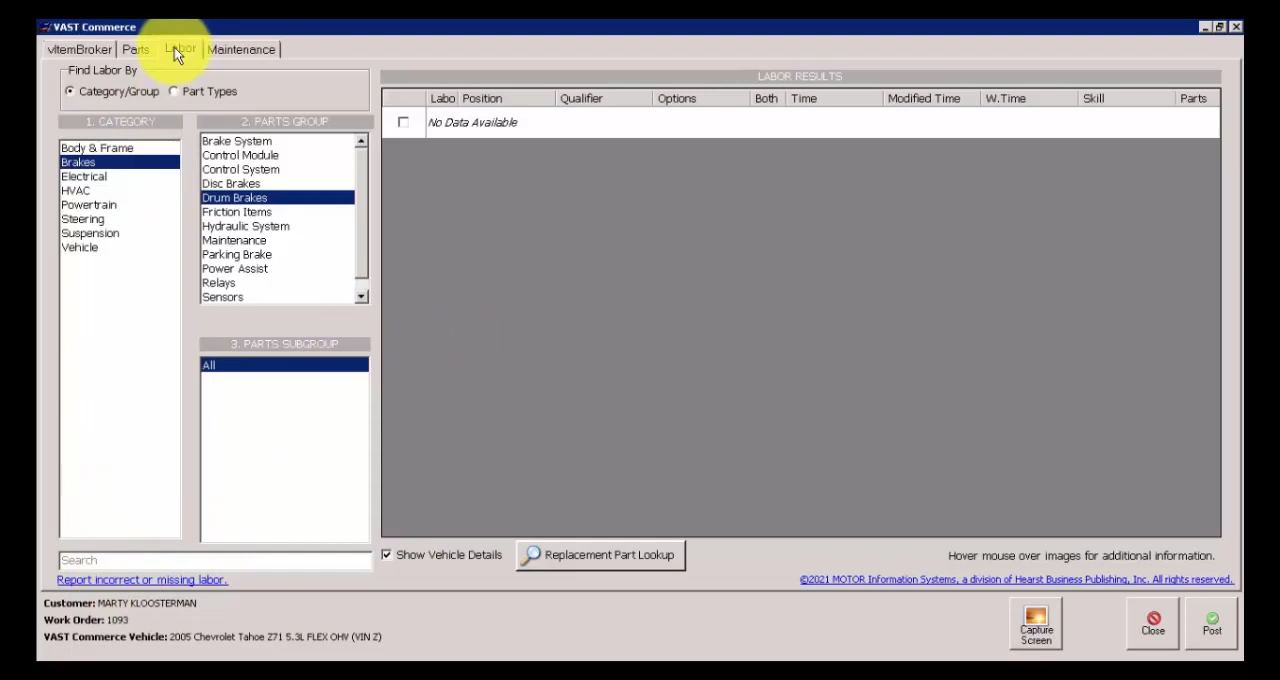 VAST Commerce
vItemBroker Parts Labor Maintenance
Find Labor By
Category/Group Part Types
1. CATEGORY
Body & Frame
Brakes
Electrical
HVAC
Powertrain
Steering
Suspension
Vehicle
2. PARTS GROUP
Brake System
Control Module
Control System
Disc Brakes
Drum Brakes
Friction Items
Hydraulic System
Maintenance
Parking Brake
Power Assist
Relays
Sensors
3. PARTS SUBGROUP
All
LABOR RESULTS
Labo Position Qualifier Options Both Time Modified Time W.Time Skill Parts
No Data Available
Search
Report incorrect or missing labor.
Show Vehicle Details
Replacement Part Lookup
Hover mouse over images for additional information.
©2021 MOTOR Information Systems, a division of Hearst Business Publishing, Inc. All rights reserved.
Customer: MARTY KLOOSTERMAN
Work Order: 1093
VAST Commerce Vehicle: 2005 Chevrolet Tahoe Z71 5.3L FLEX OHV (VIN Z)
Capture
Screen
Close
Post